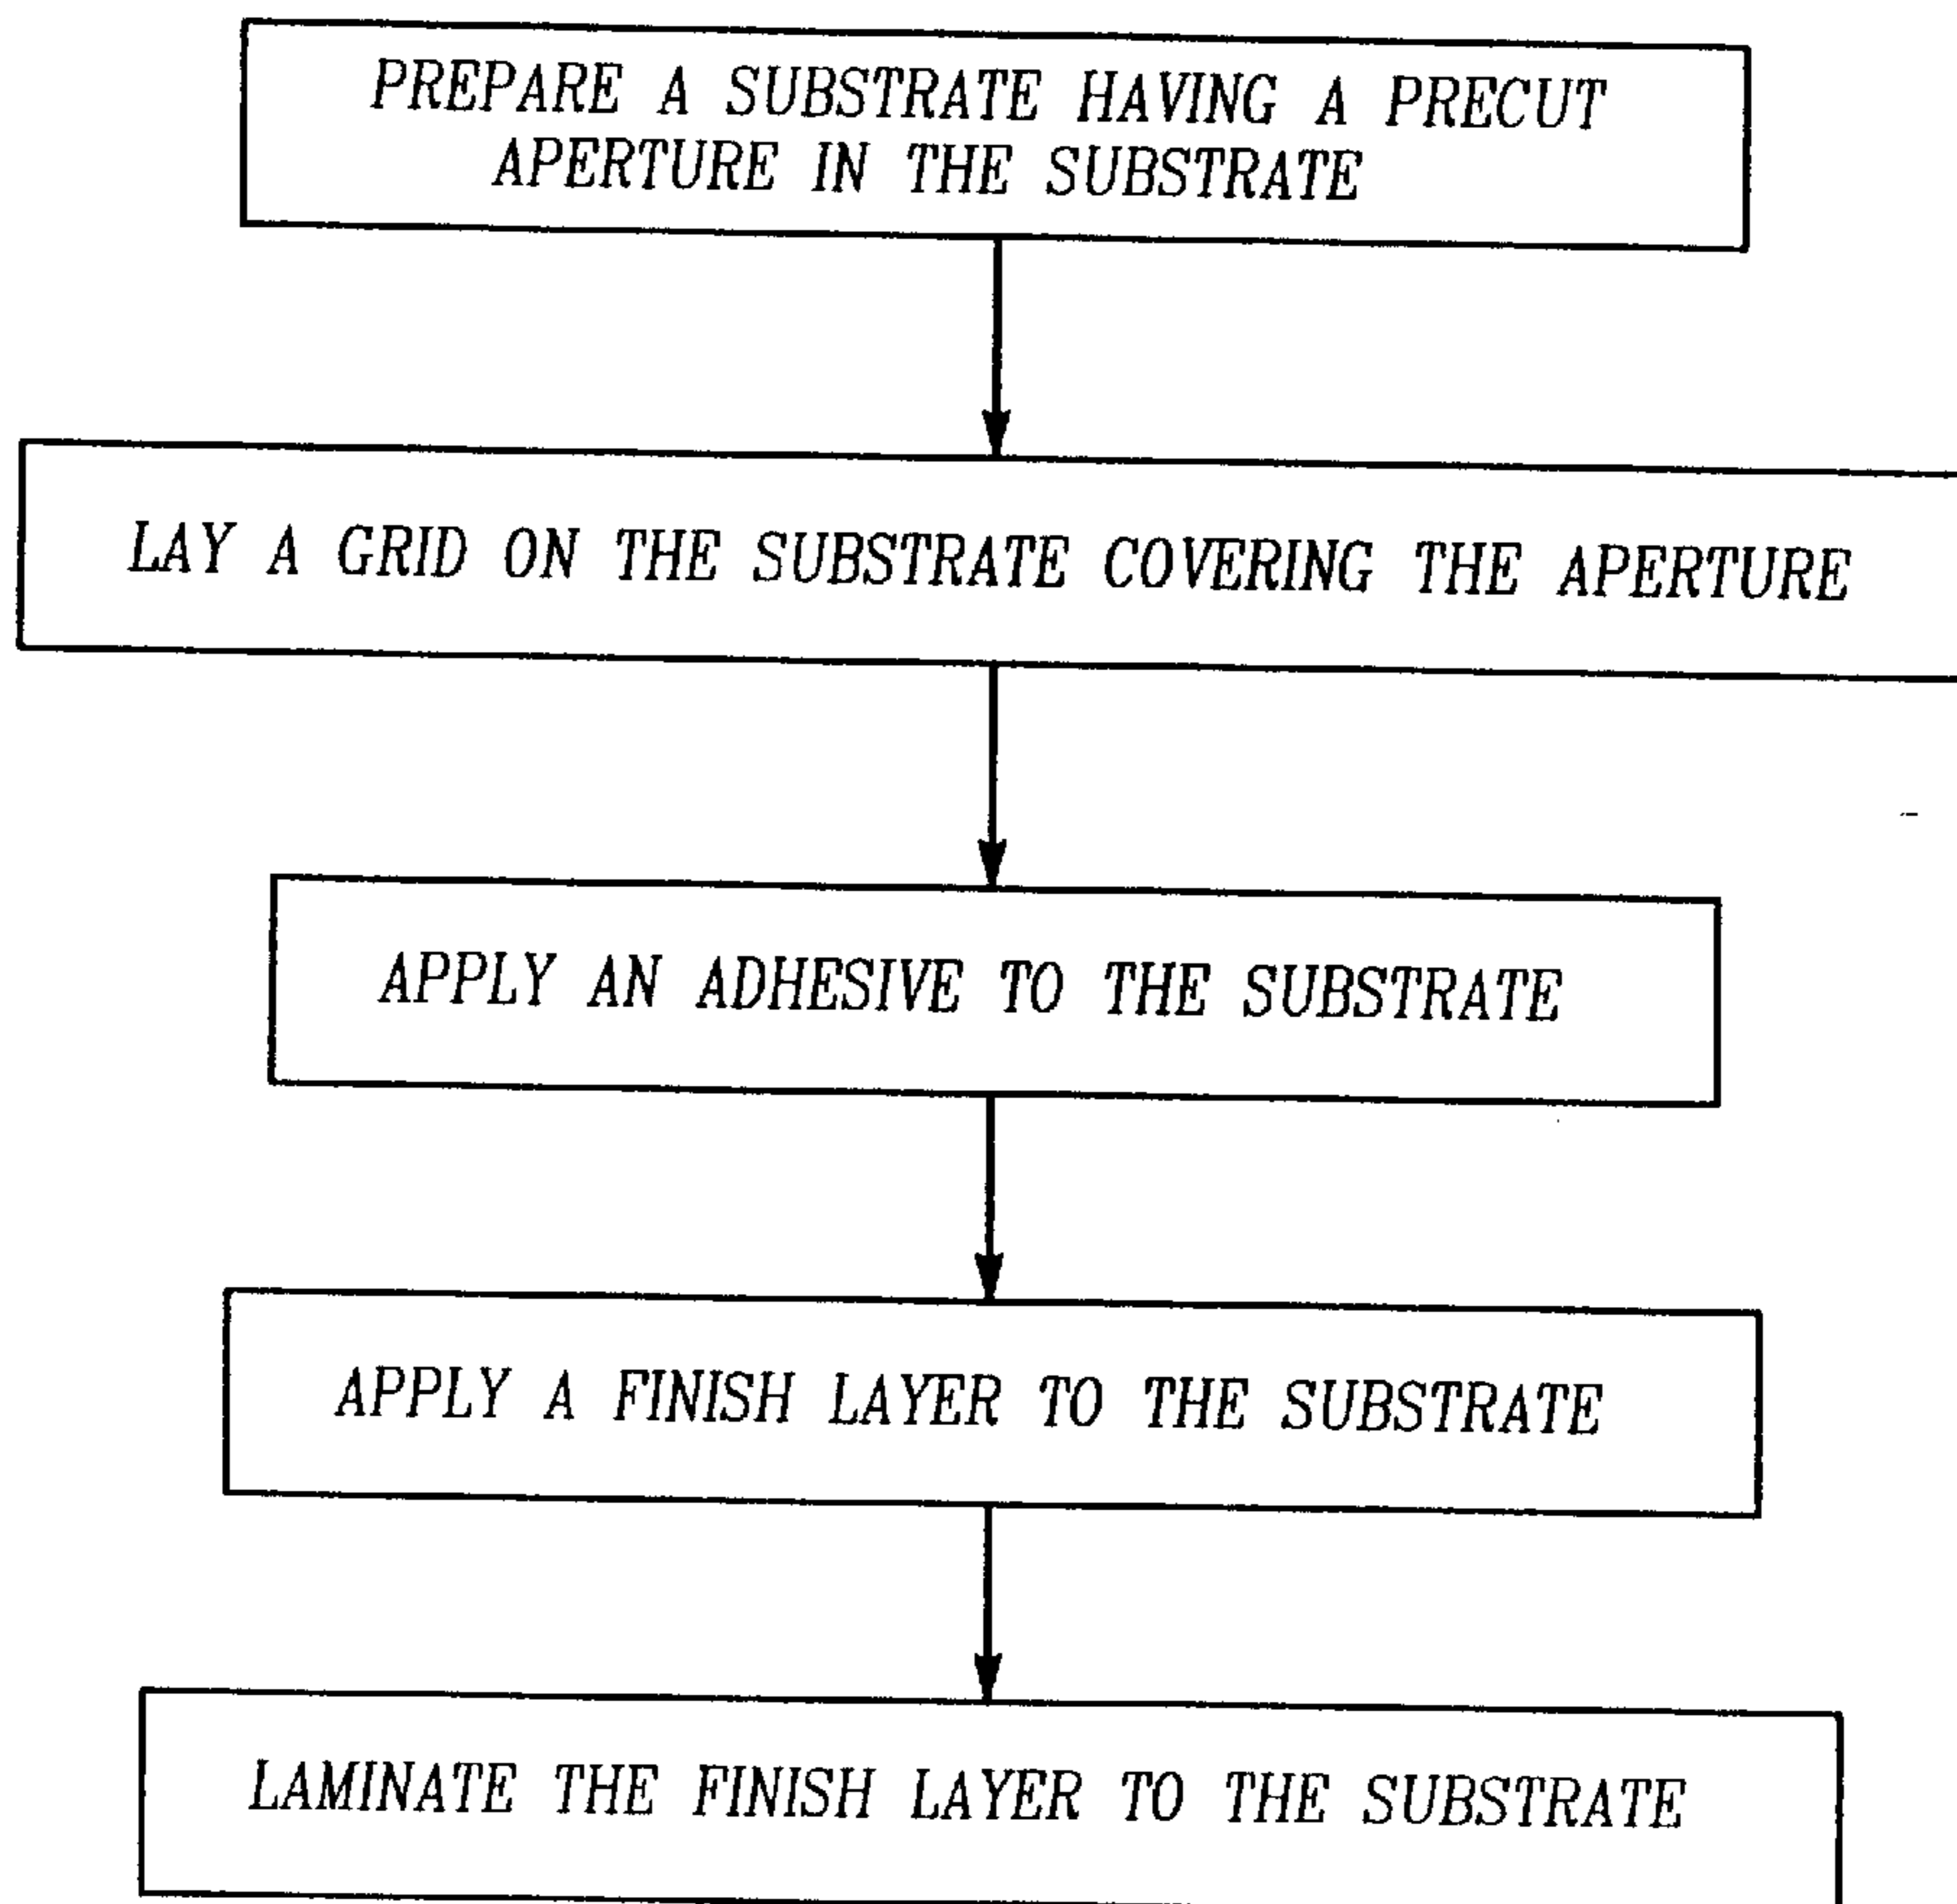 PREPARE A SUBSTRATE HAVING A PRECUT
APERTURE IN THE SUBSTRATE
LAY A GRID ON THE SUBSTRATE COVERING THE APERTURE
APPLY AN ADHESIVE TO THE SUBSTRATE
APPLY A FINISH LAYER TO THE SUBSTRATE
LAMINATE THE FINISH LAYER TO THE SUBSTRATE